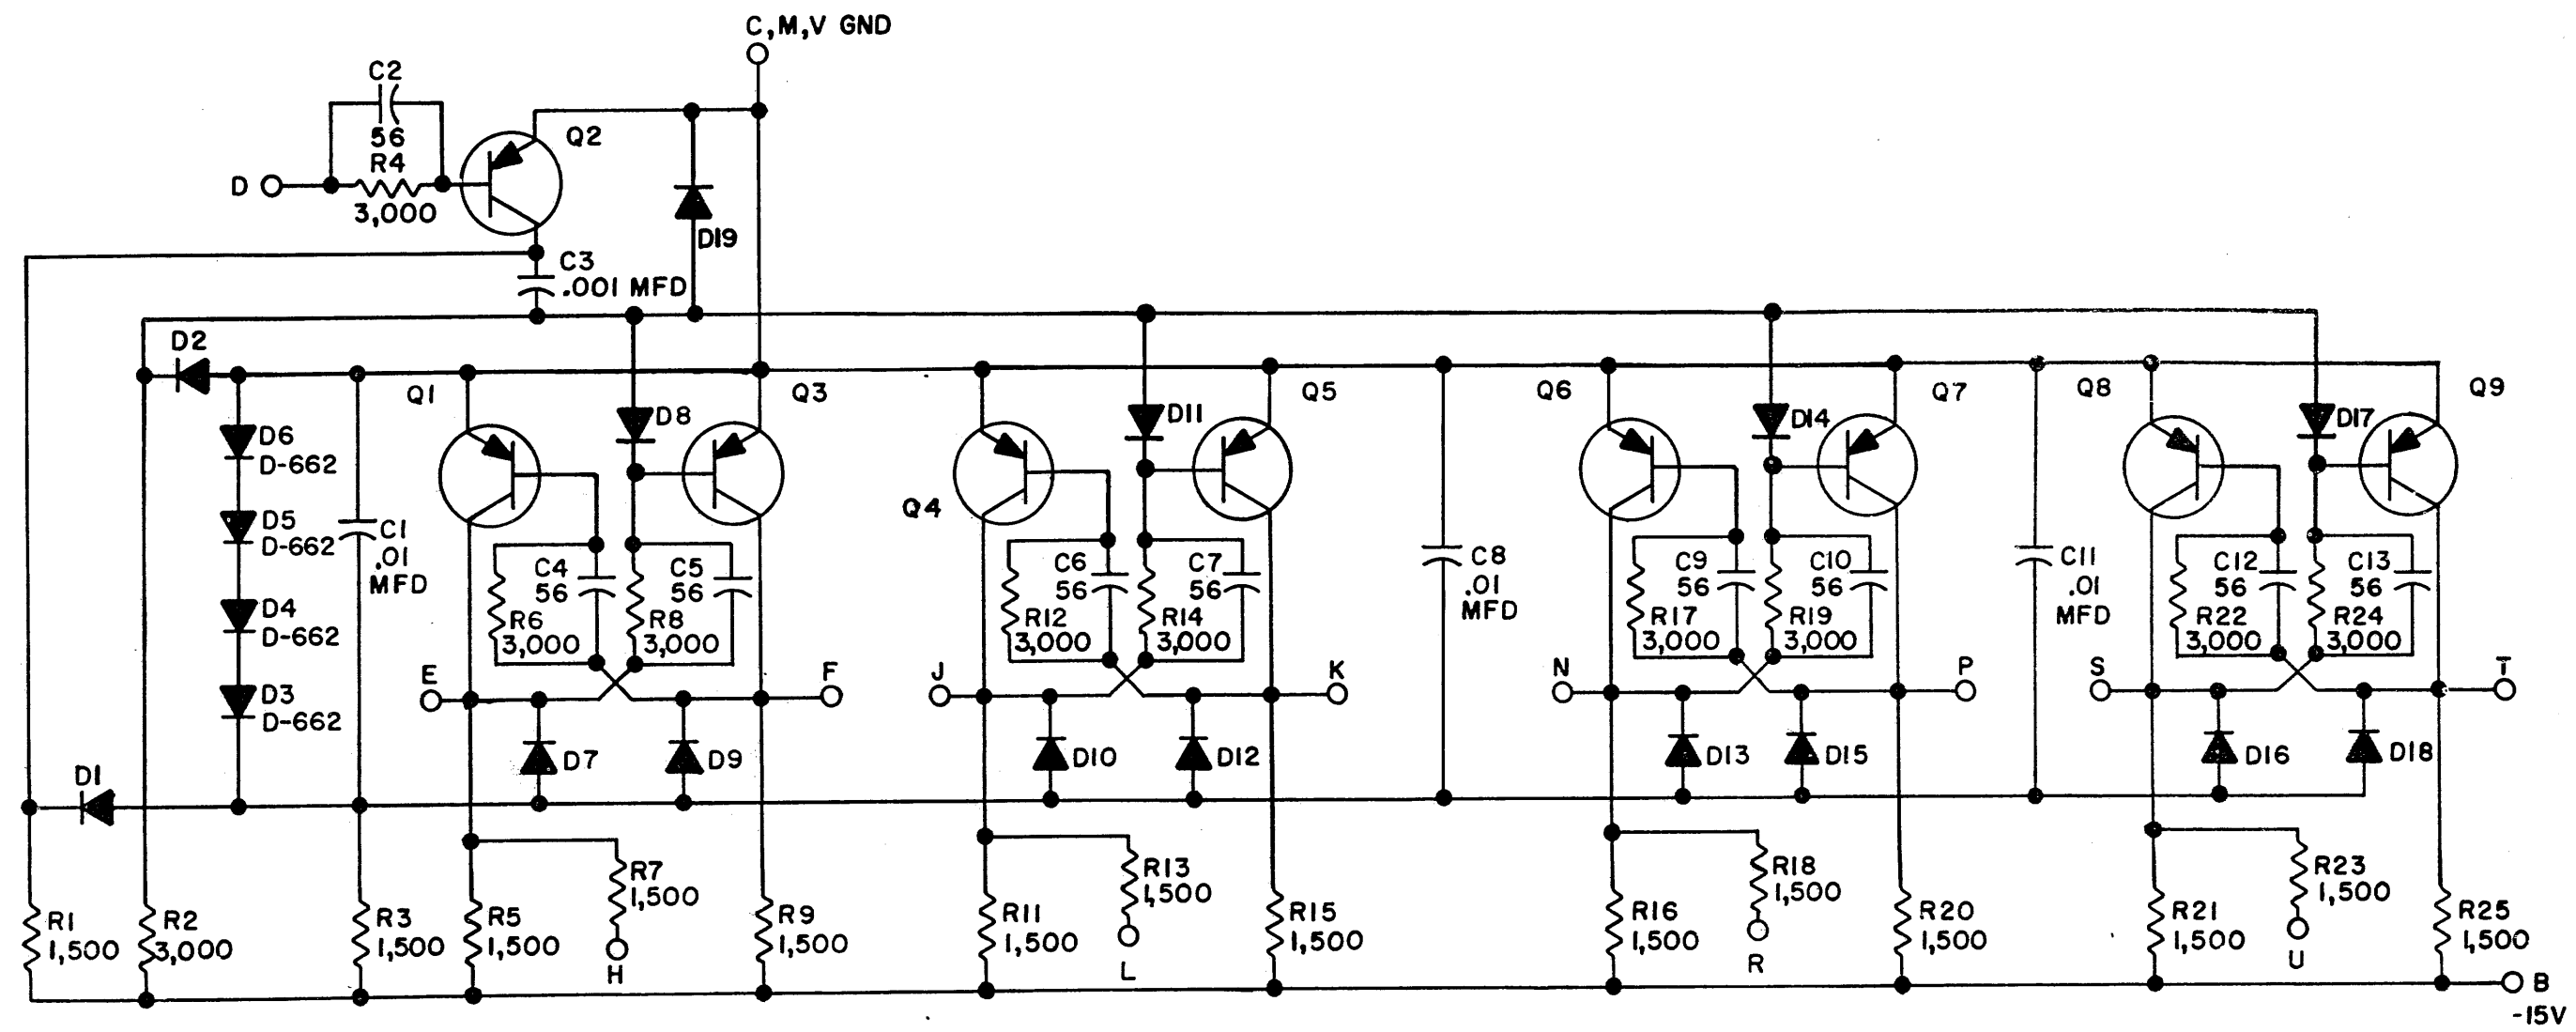 C,M,V GND
C2
56
R4
3,000
D
Q2
D19
C3
.001 MFD
D2
Q1
Q3
Q5
Q6
Q7
Q8
Q9
D6
D-662
D8
D11
D14
D17
D5
D-662
C1
.01
MFD
Q4
C4
56
C5
56
C6
56
C7
56
C8
.01
MFD
C9
56
C10
56
C11
.01
MFD
C12
56
C13
56
D4
D-662
R6
3,000
R8
3,000
R12
3,000
R14
3,000
R17
3,000
R19
3,000
R22
3,000
R24
3,000
D3
D-662
E
F
J
K
N
P
S
T
D1
D7
D9
D10
D12
D13
D15
D16
D18
R7
1,500
R13
1,500
R18
1,500
R23
1,500
R1
1,500
R2
3,000
R3
1,500
R5
1,500
H
R9
1,500
R11
1,500
L
R15
1,500
R16
1,500
R
R20
1,500
R21
1,500
U
R25
1,500
B
-15V